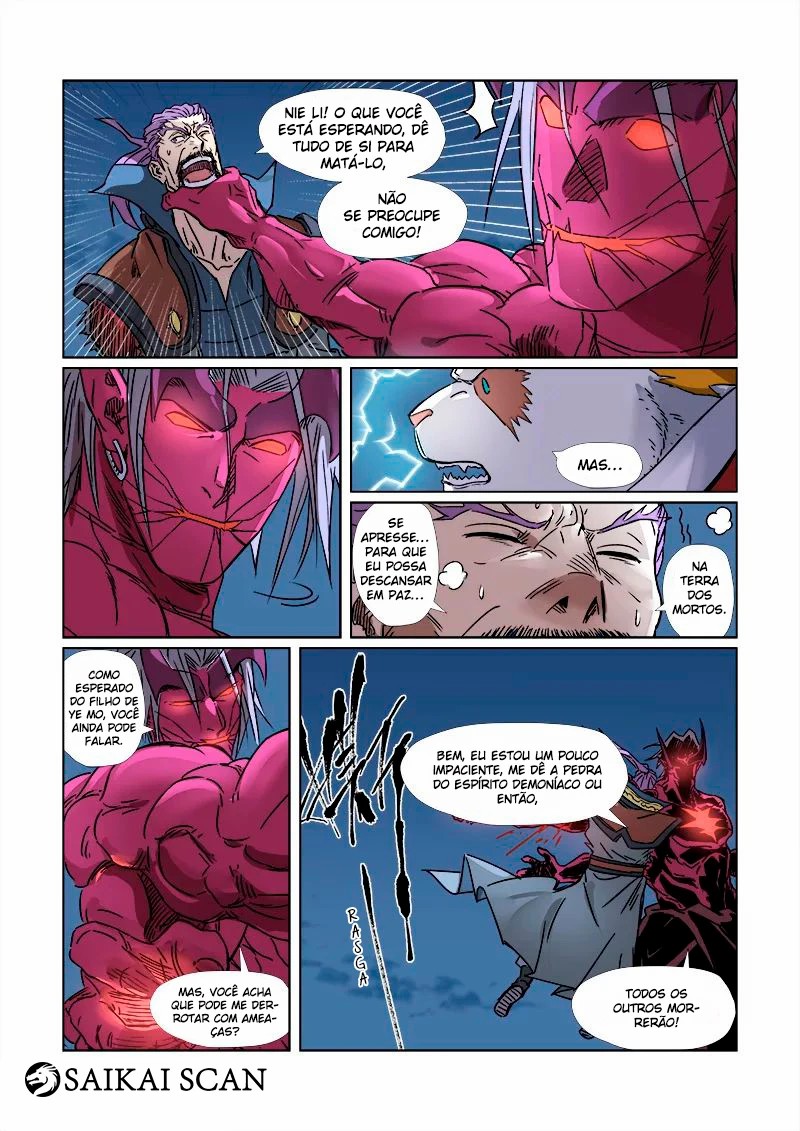 NIE LI! O QUE VOCÊ
ESTÁ ESPERANDO, DÊ
TUDO DE SI PARA
MATÁ-LO,
NÃO
SE PREOCUPE
COMIGO!
MAS...
SE
APRESSE...
PARA QUE
EU POSSA
DESCANSAR
EM PAZ...
NA
TERRA
DOS
MORTOS.
COMO
ESPERADO
DO FILHO DE
YE MO, VOCÊ
AINDA PODE
FALAR.
MAS, VOCÊ ACHA
QUE PODE ME DER-
ROTAR COM AMEA-
ÇAS?
BEM, EU ESTOU UM POUCO
IMPACIENTE, ME DÊ A PEDRA
DO ESPÍRITO DEMONÍACO OU
ENTÃO,
RASGA
TODOS OS
OUTROS MOR-
RERÃO!
SAIKAI SCAN